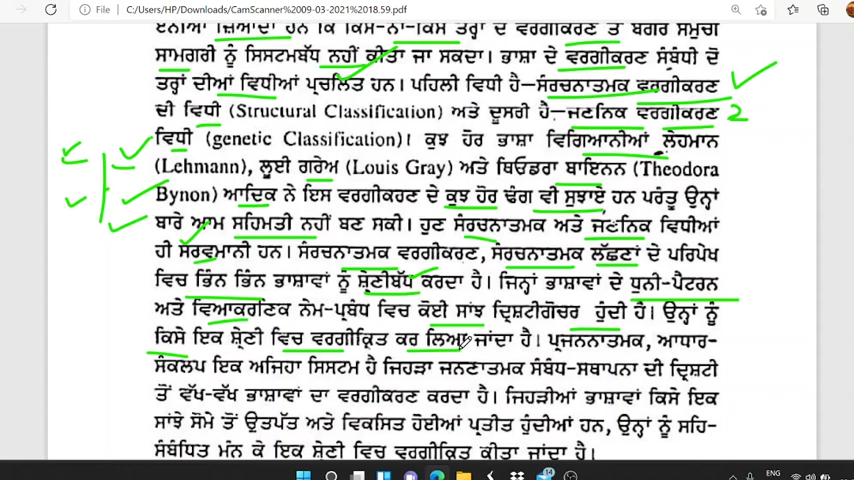 File | C:/Users/HP/Downloads/CamScanner%2009-03-2021%2018.59.pdf
ਏਨੀਆਂ ਜ਼ਿਆਦਾ ਹਨ ਕਿ ਕਿਸੇ-ਨਾ-ਕਿਸੇ ਤਰ੍ਹਾਂ ਦੇ ਵਰਗੀਕਰਣ ਤੋਂ ਬਗੈਰ ਸਮੁੱਚੀ
ਸਾਮਗਰੀ ਨੂੰ ਸਿਸਟਮਬੱਧ ਨਹੀਂ ਕੀਤਾ ਜਾ ਸਕਦਾ। ਭਾਸ਼ਾ ਦੇ ਵਰਗੀਕਰਣ ਸੰਬੰਧੀ ਦੋ
ਤਰ੍ਹਾਂ ਦੀਆਂ ਵਿਧੀਆਂ ਪ੍ਰਚਲਿਤ ਹਨ। ਪਹਿਲੀ ਵਿਧੀ ਹੈ—ਸੰਰਚਨਾਤਮਕ ਵਰਗੀਕਰਣ
ਦੀ ਵਿਧੀ (Structural Classification) ਅਤੇ ਦੂਸਰੀ ਹੈ—ਜਣਨਿਕ ਵਰਗੀਕਰਣ 2
ਵਿਧੀ (genetic Classification)। ਕੁਝ ਹੋਰ ਭਾਸ਼ਾ ਵਿਗਿਆਨੀਆਂ ਲੇਹਮਾਨ
(Lehmann), ਲੂਈ ਗਰੇਅ (Louis Gray) ਅਤੇ ਥਿਓਡਰਾ ਬਾਇਨਨ (Theodora
Bynon) ਆਦਿਕ ਨੇ ਇਸ ਵਰਗੀਕਰਣ ਦੇ ਕੁਝ ਹੋਰ ਢੰਗ ਵੀ ਸੁਝਾਏ ਹਨ ਪਰੰਤੂ ਉਨ੍ਹਾਂ
ਬਾਰੇ ਆਮ ਸਹਿਮਤੀ ਨਹੀਂ ਬਣ ਸਕੀ। ਹੁਣ ਸੰਰਚਨਾਤਮਕ ਅਤੇ ਜਣਨਿਕ ਵਿਧੀਆਂ
ਹੀ ਸਰਵਮਾਨੀ ਹਨ। ਸੰਰਚਨਾਤਮਕ ਵਰਗੀਕਰਣ, ਸੰਰਚਨਾਤਮਕ ਲੱਛਣਾਂ ਦੇ ਪਰਿਪੇਖ
ਵਿਚ ਭਿੰਨ ਭਿੰਨ ਭਾਸ਼ਾਵਾਂ ਨੂੰ ਸ਼੍ਰੇਣੀਬੱਧ ਕਰਦਾ ਹੈ। ਜਿਨ੍ਹਾਂ ਭਾਸ਼ਾਵਾਂ ਦੇ ਧੁਨੀ-ਪੈਟਰਨ
ਅਤੇ ਵਿਆਕਰਣਿਕ ਨੇਮ-ਪ੍ਰਬੰਧ ਵਿਚ ਕੋਈ ਸਾਂਝ ਦ੍ਰਿਸ਼ਟੀਗੋਚਰ ਹੁੰਦੀ ਹੈ। ਉਨ੍ਹਾਂ ਨੂੰ
ਕਿਸੇ ਇਕ ਸ਼੍ਰੇਣੀ ਵਿਚ ਵਰਗੀਕ੍ਰਿਤ ਕਰ ਲਿਆ ਜਾਂਦਾ ਹੈ। ਪ੍ਰਜਨਨਾਤਮਕ, ਆਧਾਰ-
ਸੰਕਲਪ ਇਕ ਅਜਿਹਾ ਸਿਸਟਮ ਹੈ ਜਿਹੜਾ ਜਣਨਾਤਮਕ ਸੰਬੰਧ-ਸਥਾਪਨਾ ਦੀ ਦ੍ਰਿਸ਼ਟੀ
ਤੋਂ ਵੱਖ-ਵੱਖ ਭਾਸ਼ਾਵਾਂ ਦਾ ਵਰਗੀਕਰਣ ਕਰਦਾ ਹੈ। ਜਿਹੜੀਆਂ ਭਾਸ਼ਾਵਾਂ ਕਿਸੇ ਇਕ
ਸਾਂਝੇ ਸੋਮੇ ਤੋਂ ਉਤਪੱਤ ਅਤੇ ਵਿਕਸਿਤ ਹੋਈਆਂ ਪ੍ਰਤੀਤ ਹੁੰਦੀਆਂ ਹਨ, ਉਨ੍ਹਾਂ ਨੂੰ ਸਹਿ-
ਸੰਬੰਧਿਤ ਮੰਨ ਕੇ ਇਕ ਸ਼੍ਰੇਣੀ ਵਿਚ ਵਰਗੀਕ੍ਰਿਤ ਕੀਤਾ ਜਾਂਦਾ ਹੈ।
14
ENG